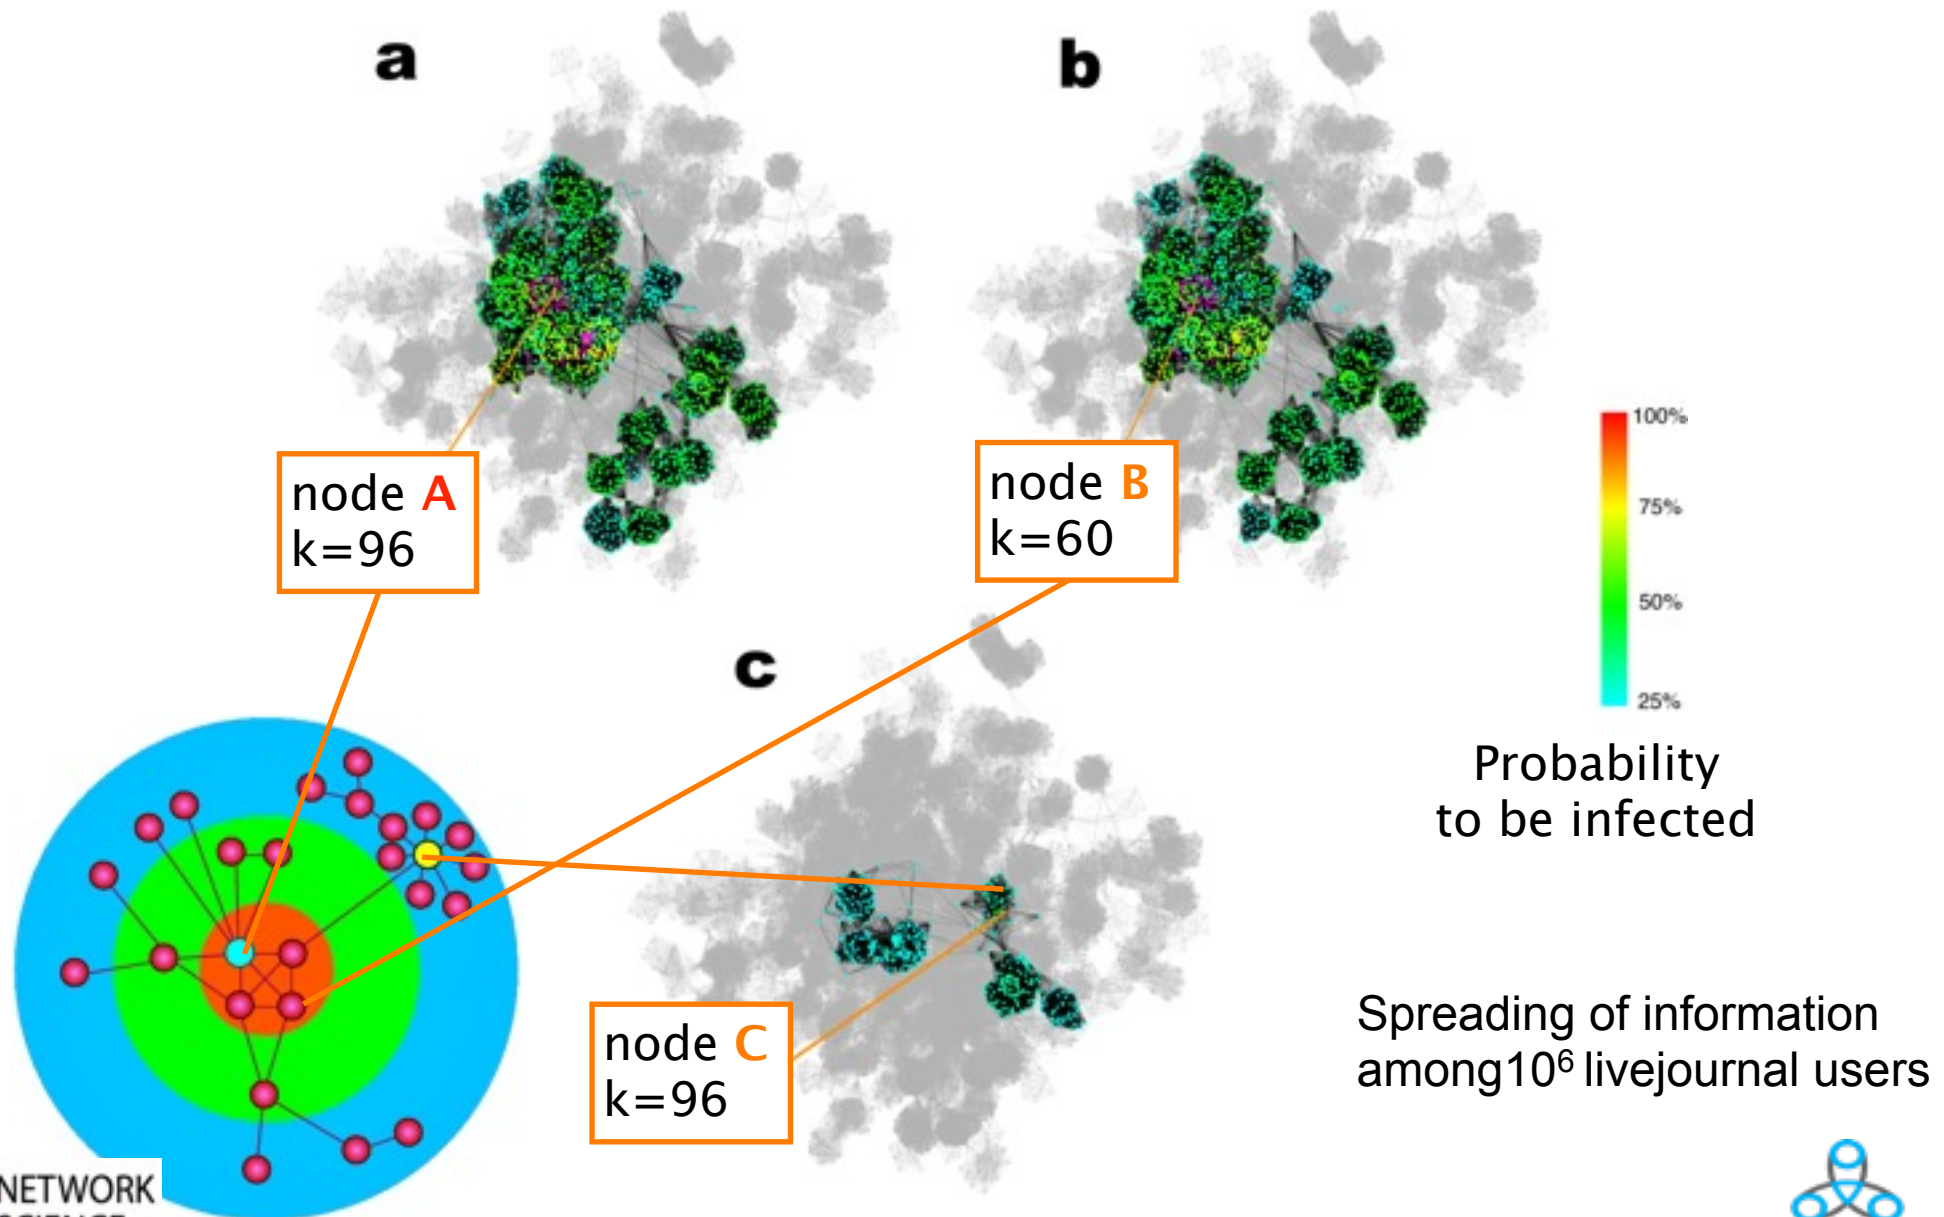 a
b
node A
k=96
node B
k=60
100%
75%
50%
25%
Probability
to be infected
c
node C
k=96
Spreading of information
among10⁶ livejournal users
NETWORK